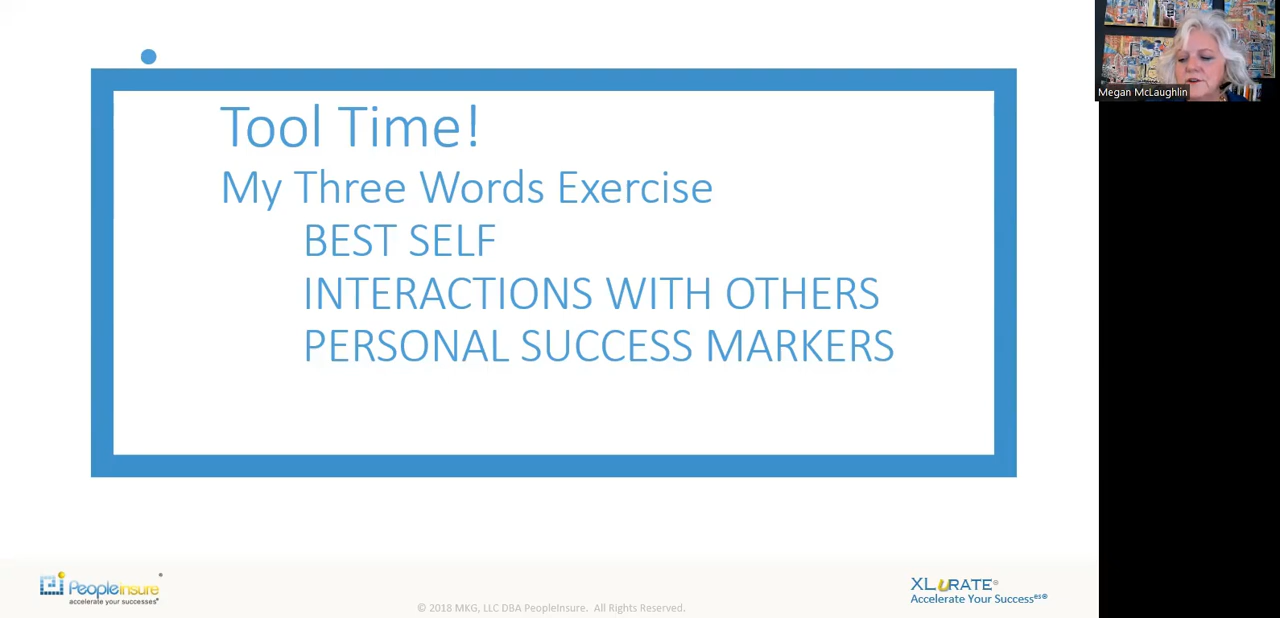 Tool Time!
My Three Words Exercise
BEST SELF
INTERACTIONS WITH OTHERS
PERSONAL SUCCESS MARKERS
Megan McLaughlin
PeopleInsure®
accelerate your successes®
© 2018 MKG, LLC DBA PeopleInsure. All Rights Reserved.
XLuRATE®
Accelerate Your Success^es®